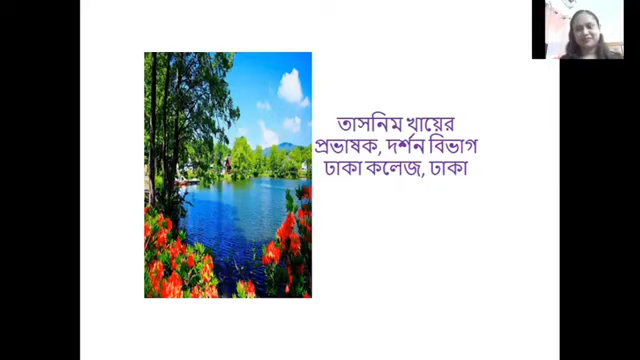 তাসনিম খায়ের
প্রভাষক, দর্শন বিভাগ
ঢাকা কলেজ, ঢাকা